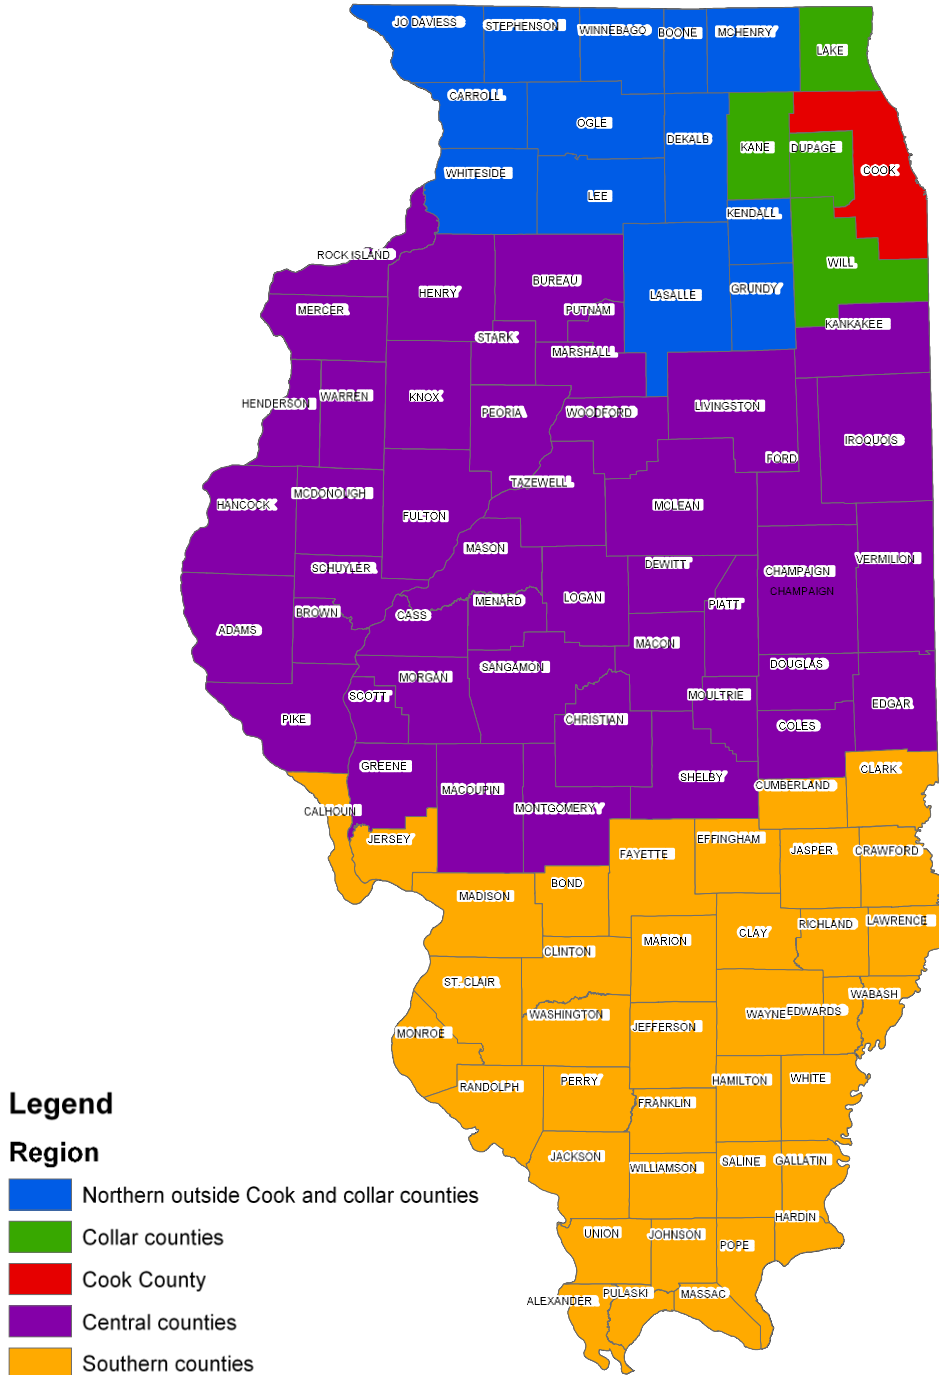 JO DAVIESS
STEPHENSON
WINNEBAGO
BOONE
MCHENRY
LAKE
CARROLL
OGLE
DEKALB
KANE
DUPAGE
COOK
WHITESIDE
LEE
KENDALL
ROCK ISLAND
WILL
HENRY
BUREAU
LASALLE
GRUNDY
MERCER
PUTNAM
KANKAKEE
STARK
MARSHALL
HENDERSON
WARREN
KNOX
PEORIA
WOODFORD
LIVINGSTON
IROQUOIS
FORD
TAZEWELL
HANCOCK
MCDONOUGH
FULTON
MCLEAN
MASON
SCHUYLER
DEWITT
CHAMPAIGN
VERMILION
CHAMPAIGN
BROWN
CASS
MENARD
LOGAN
PIATT
ADAMS
MACON
MORGAN
SANGAMON
DOUGLAS
SCOTT
MOULTRIE
EDGAR
PIKE
CHRISTIAN
COLES
GREENE
MACOUPIN
SHELBY
CLARK
CUMBERLAND
CALHOUN
MONTGOMERY
JERSEY
FAYETTE
EFFINGHAM
JASPER
CRAWFORD
MADISON
BOND
CLAY
RICHLAND
LAWRENCE
CLINTON
MARION
ST. CLAIR
WABASH
MONROE
WASHINGTON
JEFFERSON
WAYNE
EDWARDS
RANDOLPH
PERRY
HAMILTON
WHITE
FRANKLIN
JACKSON
WILLIAMSON
SALINE
GALLATIN
HARDIN
UNION
JOHNSON
POPE
ALEXANDER
PULASKI
MASSAC
Legend
Region
Northern outside Cook and collar counties
Collar counties
Cook County
Central counties
Southern counties